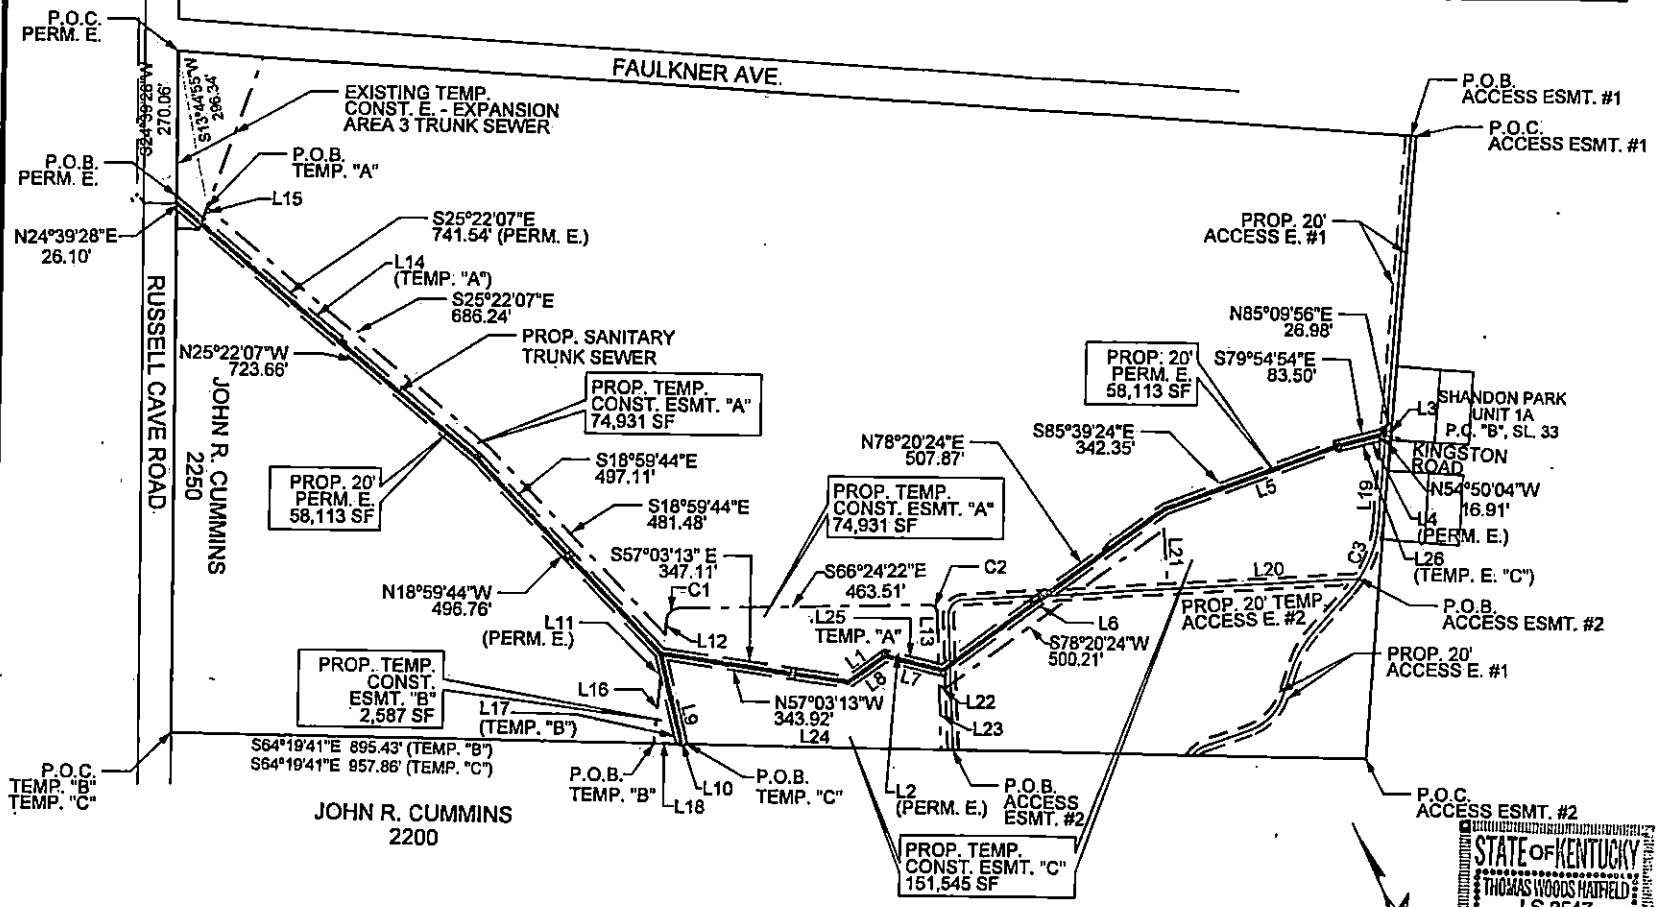 P.O.C.
PERM. E.
FAULKNER AVE.
S24°39'28"W
270.06'
S13°44'55"W
296.34'
EXISTING TEMP.
CONST. E. - EXPANSION
AREA 3 TRUNK SEWER
P.O.B.
ACCESS ESMT. #1
P.O.C.
ACCESS ESMT. #1
P.O.B.
PERM. E.
P.O.B.
TEMP. "A"
L15
N24°39'28"E
26.10'
S25°22'07"E
741.54' (PERM. E.)
L14
(TEMP. "A")
S25°22'07"E
686.24'
PROP. SANITARY
TRUNK SEWER
N25°22'07"W
723.66'
PROP. 20'
ACCESS E. #1
N85°09'56"E
26.98'
S79°54'54"E
83.50'
PROP. 20'
PERM. E.
58,113 SF
PROP. TEMP.
CONST. ESMT. "A"
74,931 SF
L3
SHANDON PARK
UNIT 1A
P.C. "B", SL. 33
KINGSTON
ROAD
RUSSELL CAVE ROAD
JOHN R. CUMMINS
2250
N78°20'24"E
507.87'
S85°39'24"E
342.35'
S18°59'44"E
497.11'
PROP. 20'
PERM. E.
58,113 SF
PROP. TEMP.
CONST. ESMT. "A"
74,931 SF
L5
L19
N54°50'04"W
16.91'
L4
(PERM. E.)
S18°59'44"E
481.48'
S57°03'13" E
347.11'
S66°24'22"E
463.51'
C2
L21
C3
L26
(TEMP. E. "C")
N18°59'44"W
496.76'
C1
L20
PROP. 20' TEMP.
ACCESS E. #2
P.O.B.
ACCESS ESMT. #2
L11
(PERM. E.)
L12
L25
TEMP. "A"
L13
L6
S78°20'24"W
500.21'
PROP. 20'
ACCESS E. #1
PROP. TEMP.
CONST.
ESMT. "B"
2,587 SF
L16
L17
(TEMP. "B")
L9
L1
L8
L7
N57°03'13"W
343.92'
L24
L22
L23
S64°19'41"E 895.43' (TEMP. "B")
S64°19'41"E 957.86' (TEMP. "C")
P.O.C.
TEMP. "B"
TEMP. "C"
P.O.B.
TEMP. "B"
L18
L10
P.O.B.
TEMP. "C"
L2
(PERM. E.)
P.O.B.
ACCESS
ESMT. #2
P.O.C.
ACCESS ESMT. #2
JOHN R. CUMMINS
2200
PROP. TEMP.
CONST. ESMT. "C"
151,545 SF
STATE OF KENTUCKY
THOMAS WOODS HATFIELD